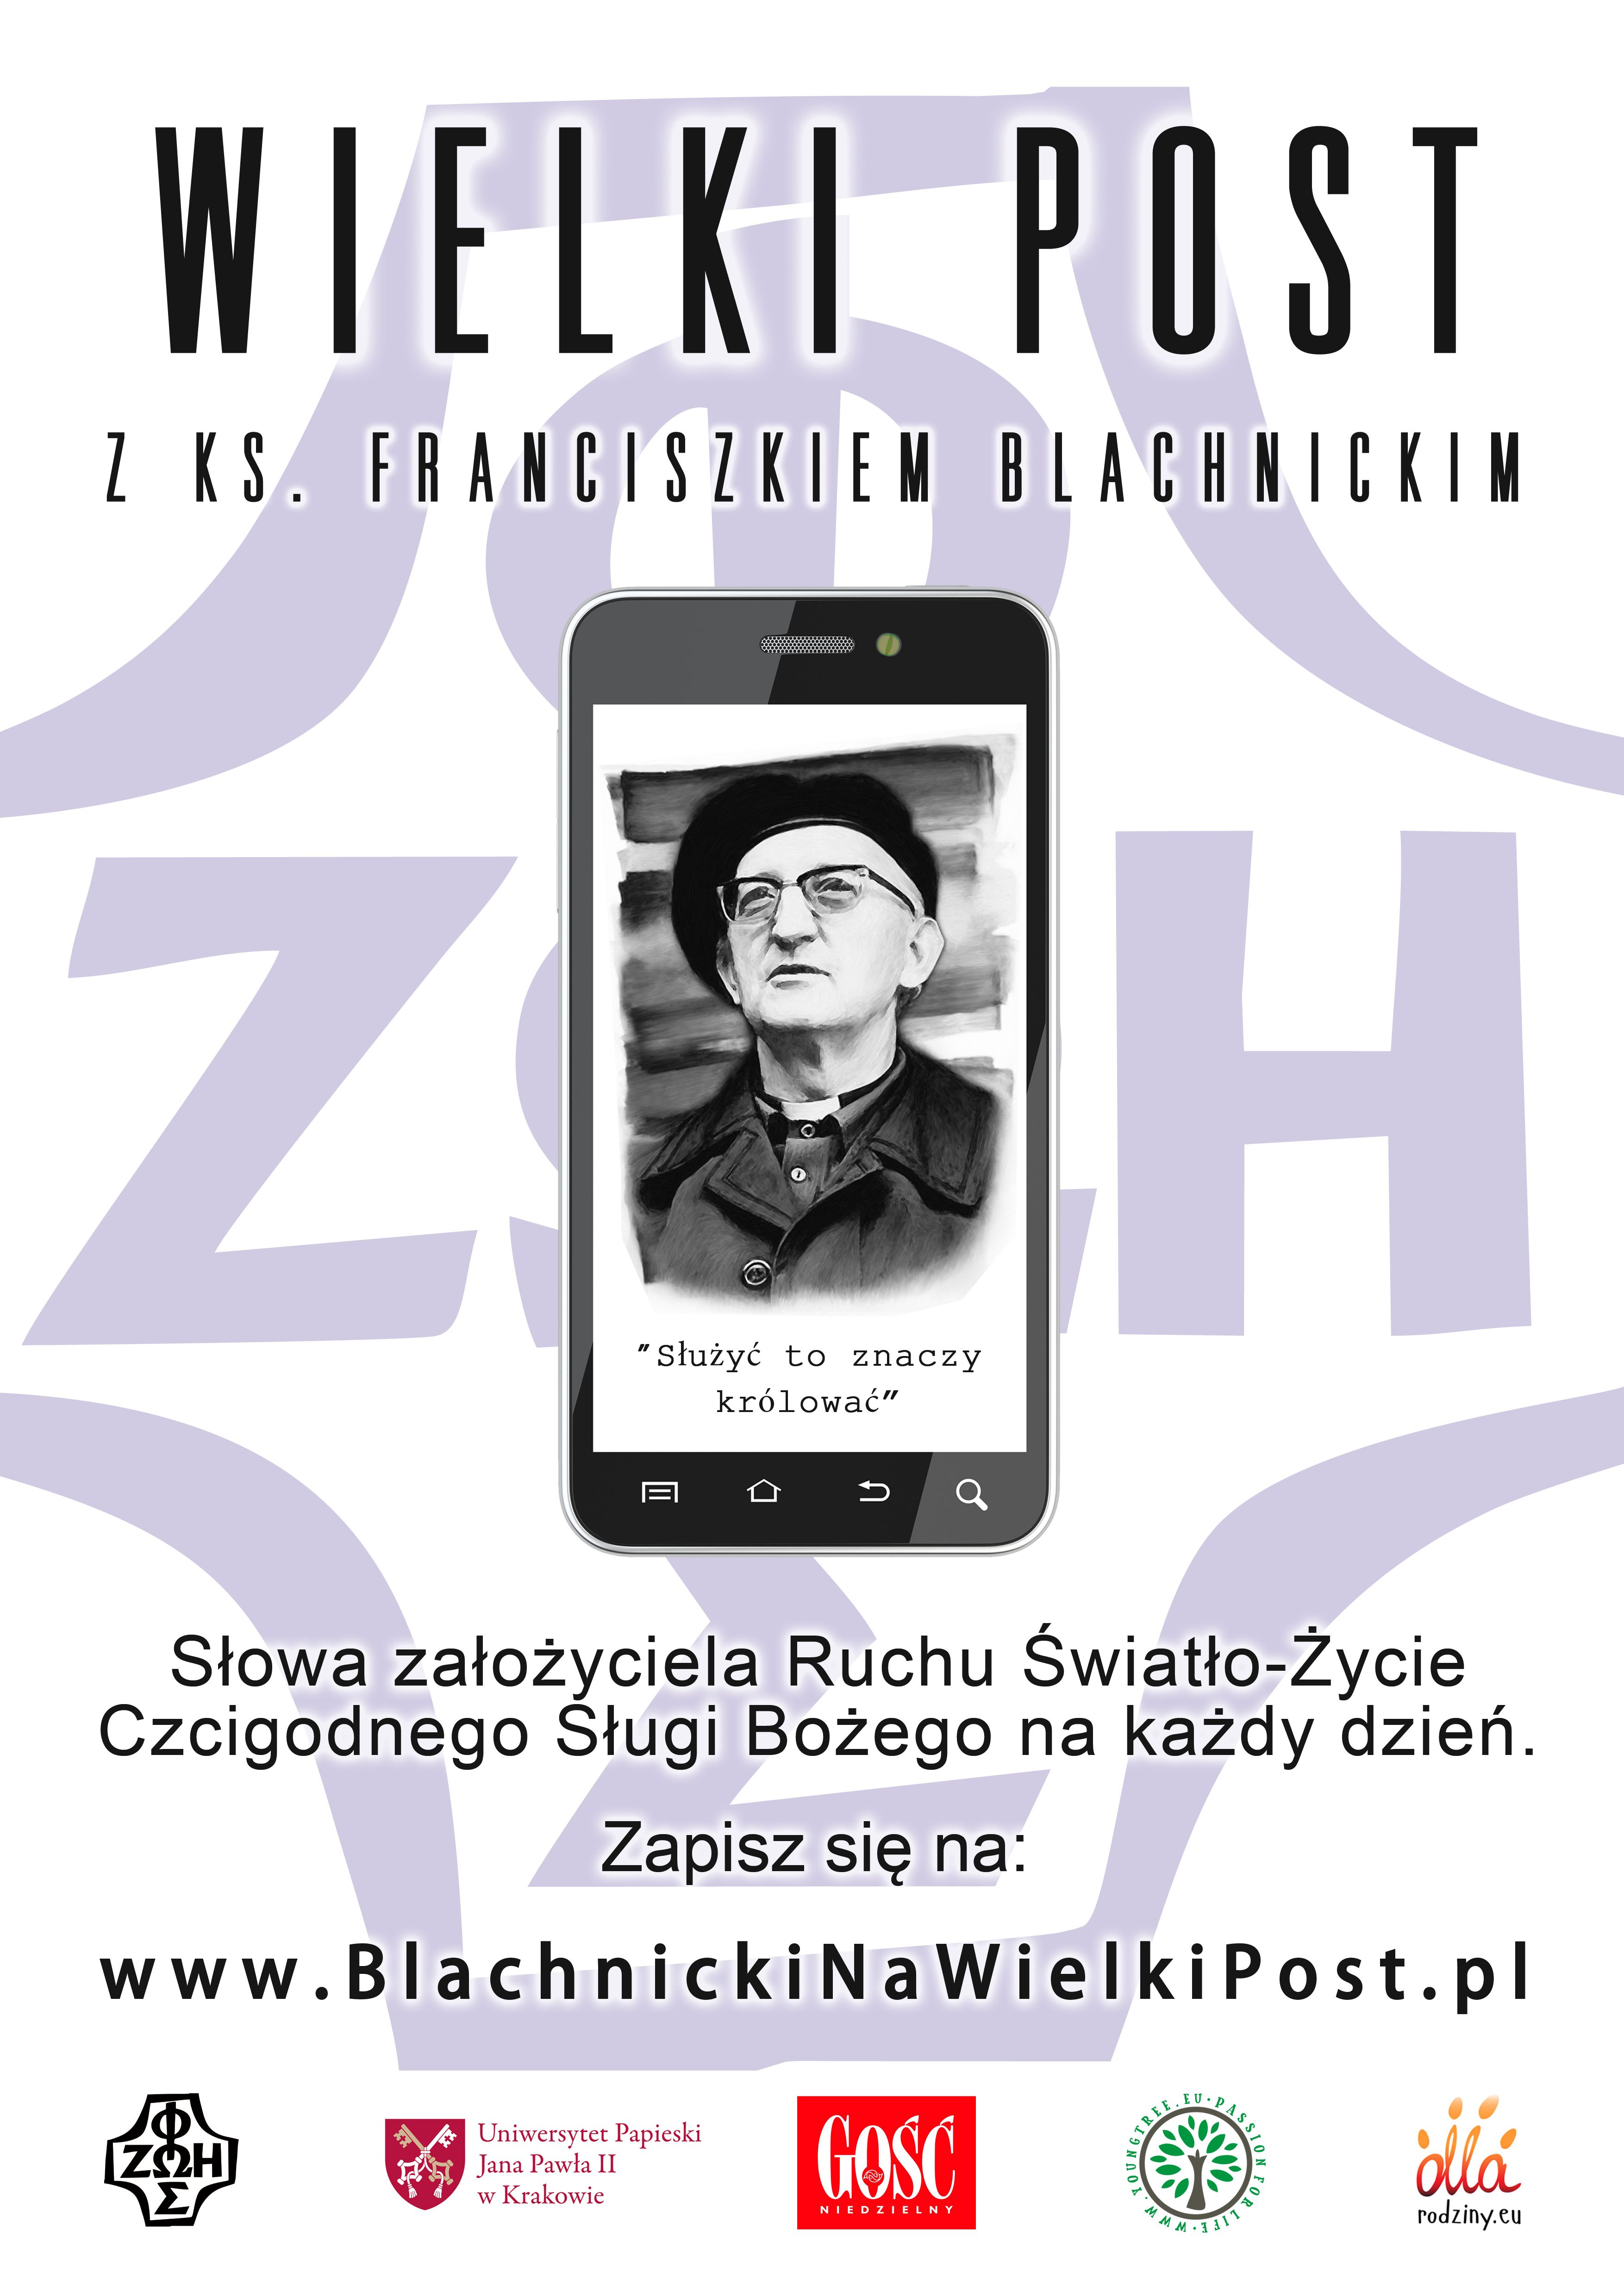 WIELKI POST
Z KS. FRANCISZKIEM BLACHNICKIM
"Służyć to znaczy
królować"
Słowa założyciela Ruchu Światło-Życie
Czcigodnego Sługi Bożego na każdy dzień.
Zapisz się na:
www.BlachnickiNaWielkiPost.pl
ΦΩΣ
ΖΩΗ
Uniwersytet Papieski
Jana Pawła II
w Krakowie
GOŚĆ
NIEDZIELNY
WWW.YOUNGTREE.EU·PASSION FOR LIFE·
dlla
rodziny.eu